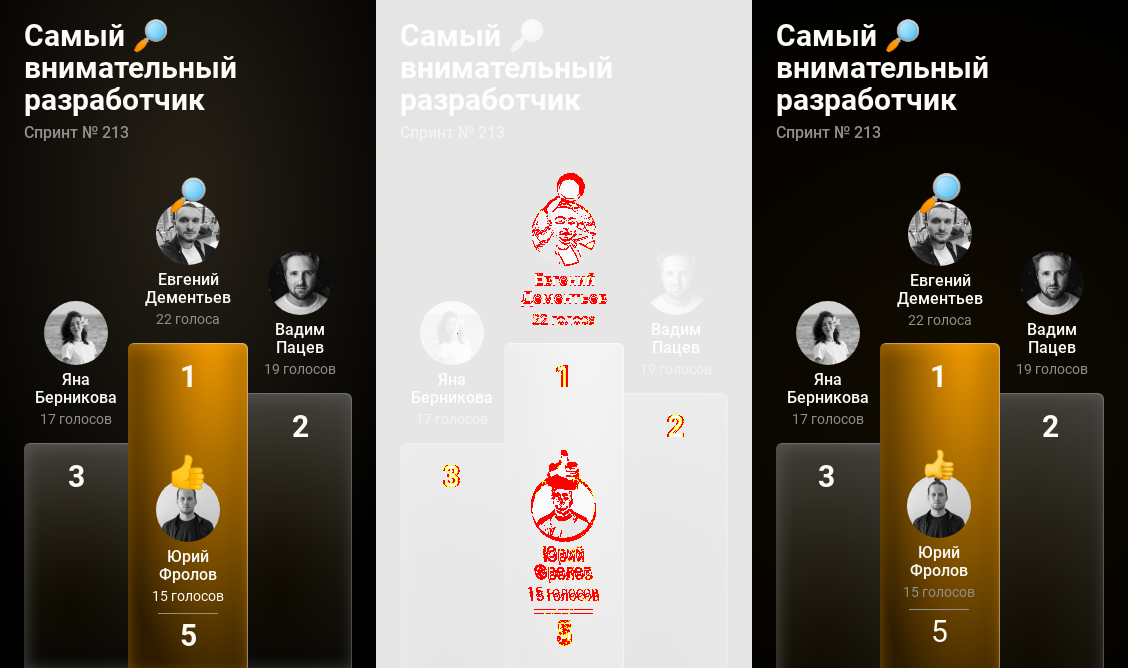 Самый 🔎
внимательный
разработчик
Спринт № 213
Евгений
Дементьев
22 голоса
Вадим
Пацев
19 голосов
Яна
Берникова
17 голосов
1
2
3
Юрий
Фролов
15 голосов
5
Самый
внимательный
разработчик
Спринт № 213
Евгений
Дементьев
22 голоса
Вадим
Пацев
19 голосов
Яна
Берникова
17 голосов
1
2
3
15 голосов
5
Самый 🔎
внимательный
разработчик
Спринт № 213
Евгений
Дементьев
22 голоса
Вадим
Пацев
19 голосов
Яна
Берникова
17 голосов
1
2
3
Юрий
Фролов
15 голосов
5